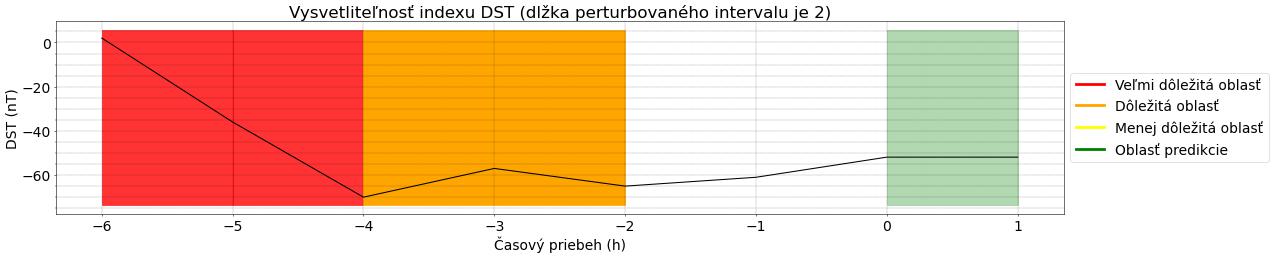 Vysvetliteľnosť indexu DST (dlžka perturbovaného intervalu je 2)
DST (nT)
0
−20
−40
−60
−6 −5 −4 −3 −2 −1 0 1
Časový priebeh (h)
Veľmi dôležitá oblasť
Dôležitá oblasť
Menej dôležitá oblasť
Oblasť predikcie